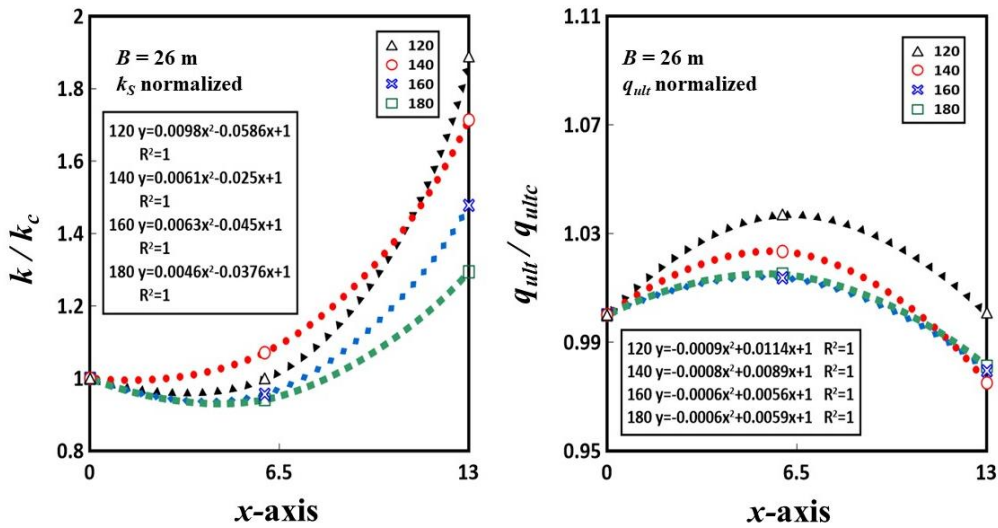 2
1.8
1.6
1.4
1.2
1
0.8
k / kc
B = 26 m
kS normalized
120
140
160
180
120 y=0.0098x²-0.0586x+1
R²=1
140 y=0.0061x²-0.025x+1
R²=1
160 y=0.0063x²-0.045x+1
R²=1
180 y=0.0046x²-0.0376x+1
R²=1
0
6.5
13
x-axis
1.11
1.07
1.03
0.99
0.95
qult / qultc
B = 26 m
qult normalized
120
140
160
180
120 y=-0.0009x²+0.0114x+1 R²=1
140 y=-0.0008x²+0.0089x+1 R²=1
160 y=-0.0006x²+0.0056x+1 R²=1
180 y=-0.0006x²+0.0059x+1 R²=1
0
6.5
13
x-axis